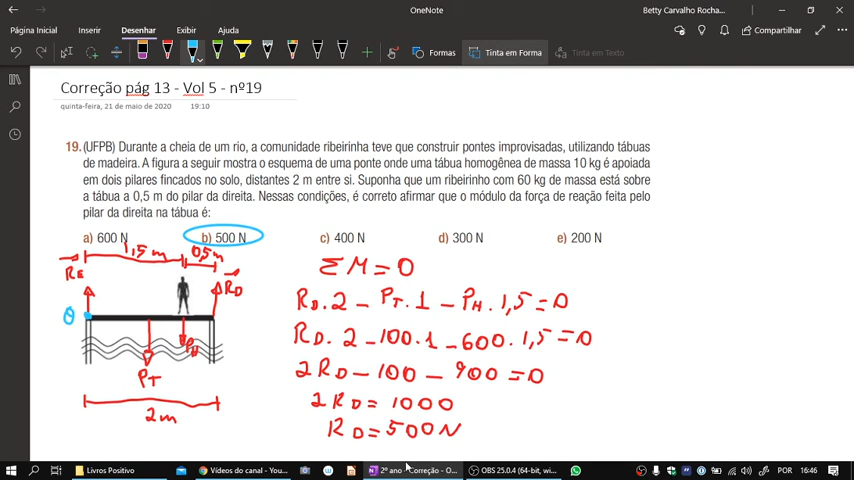 OneNote
Betty Carvalho Rocha...
Página Inicial Inserir Desenhar Exibir Ajuda
Compartilhar
Formas Tinta em Forma Tinta em Texto
Correção pág 13 - Vol 5 - nº19
quinta-feira, 21 de maio de 2020 19:10
19. (UFPB) Durante a cheia de um rio, a comunidade ribeirinha teve que construir pontes improvisadas, utilizando tábuas
de madeira. A figura a seguir mostra o esquema de uma ponte onde uma tábua homogênea de massa 10 kg é apoiada
em dois pilares fincados no solo, distantes 2 m entre si. Suponha que um ribeirinho com 60 kg de massa está sobre
a tábua a 0,5 m do pilar da direita. Nessas condições, é correto afirmar que o módulo da força de reação feita pelo
pilar da direita na tábua é:
a) 600 N b) 500 N c) 400 N d) 300 N e) 200 N
1,5 m 0,5 m
RE
RD
θ
PH
PT
2 m
ΣM = 0
RD . 2 - PT . 1 - PH . 1,5 = 0
RD . 2 - 100 . 1 - 600 . 1,5 = 0
2 RD - 100 - 900 = 0
2 RD = 1000
RD = 500 N
Livros Positivo
Vídeos do canal - ...
2º ano - Correção - O...
OBS 25.0.4 (64-bit, wi...
POR 16:46